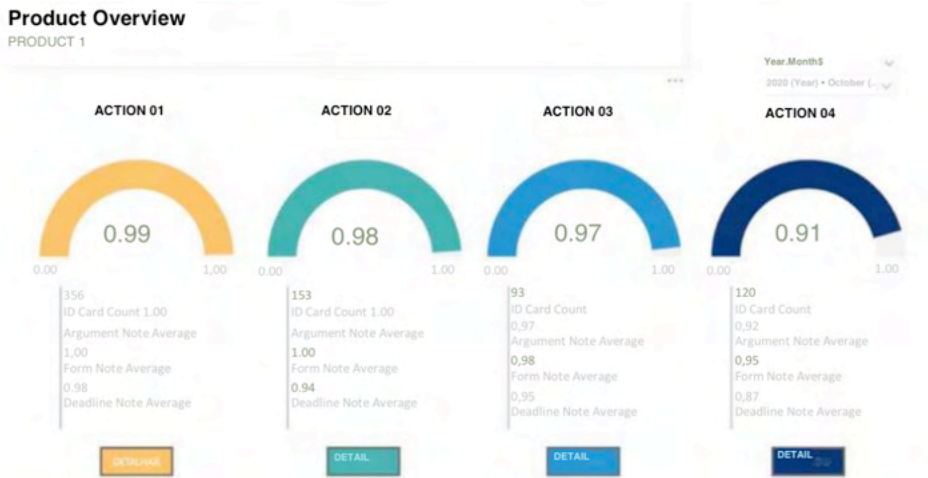 Product Overview
PRODUCT 1
Year.Month$
2020 (Year) • October (..
ACTION 01
ACTION 02
ACTION 03
ACTION 04
0.99
0.98
0.97
0.91
0.00
1,00
0.00
1.00
0.00
1.00
0.00
1.00
356
ID Card Count 1.00
Argument Note Average
1,00
Form Note Average
0.98
Deadline Note Average
153
ID Card Count 1.00
Argument Note Average
1.00
Form Note Average
0.94
Deadline Note Average
93
ID Card Count
0,97
Argument Note Average
0,98
Form Note Average
0,95
Deadline Note Average
120
ID Card Count
0,92
Argument Note Average
0,95
Form Note Average
0,87
Deadline Note Average
DETALHAR
DETAIL
DETAIL
DETAIL